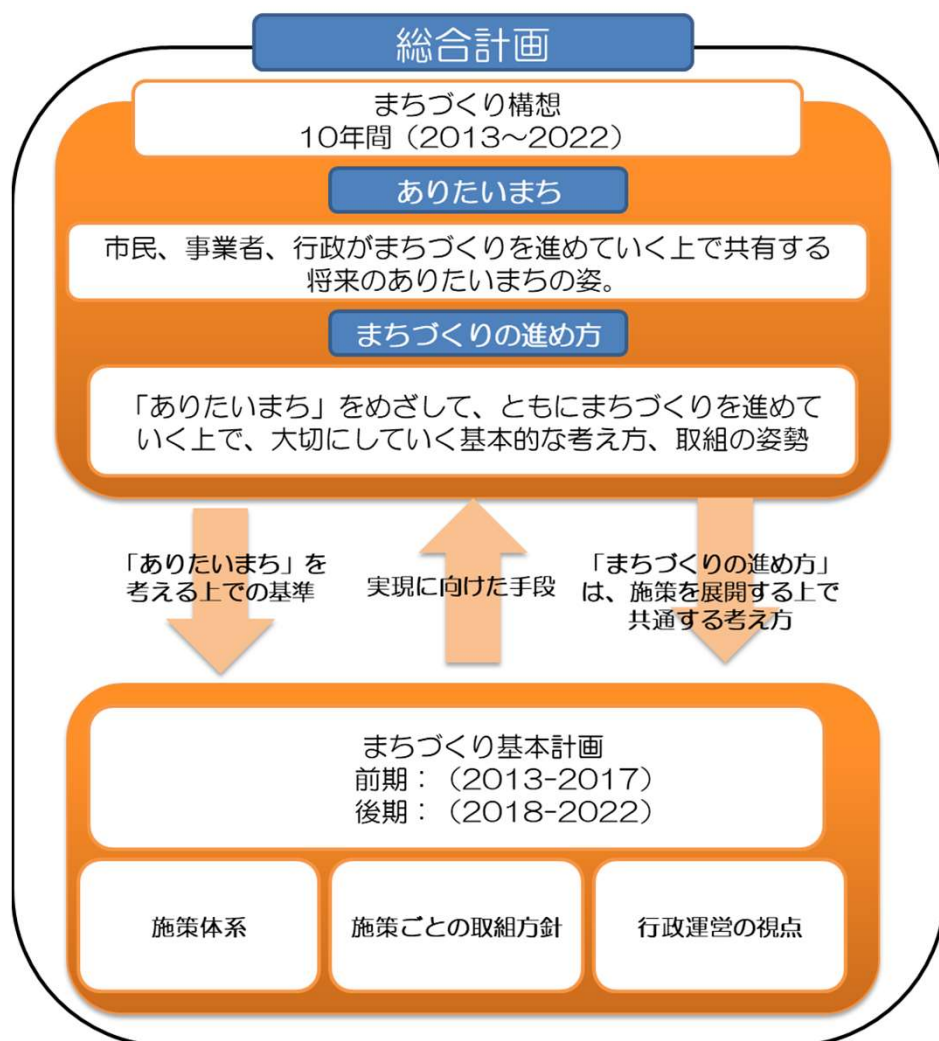 総合計画
まちづくり構想
10年間（2013～2022）
ありたいまち
市民、事業者、行政がまちづくりを進めていく上で共有する
将来のありたいまちの姿。
まちづくりの進め方
「ありたいまち」をめざして、ともにまちづくりを進めて
いく上で、大切にしていく基本的な考え方、取組の姿勢
「ありたいまち」を
考える上での基準
実現に向けた手段
「まちづくりの進め方」
は、施策を展開する上で
共通する考え方
まちづくり基本計画
前期：（2013-2017）
後期：（2018-2022）
施策体系
施策ごとの取組方針
行政運営の視点